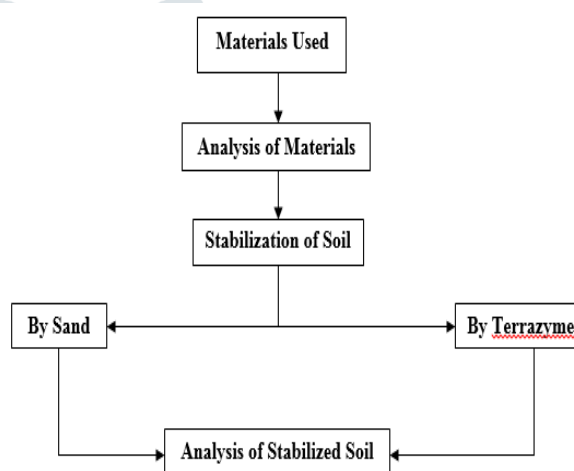 Materials Used
Analysis of Materials
Stabilization of Soil
By Sand
By Terrazyme
Analysis of Stabilized Soil